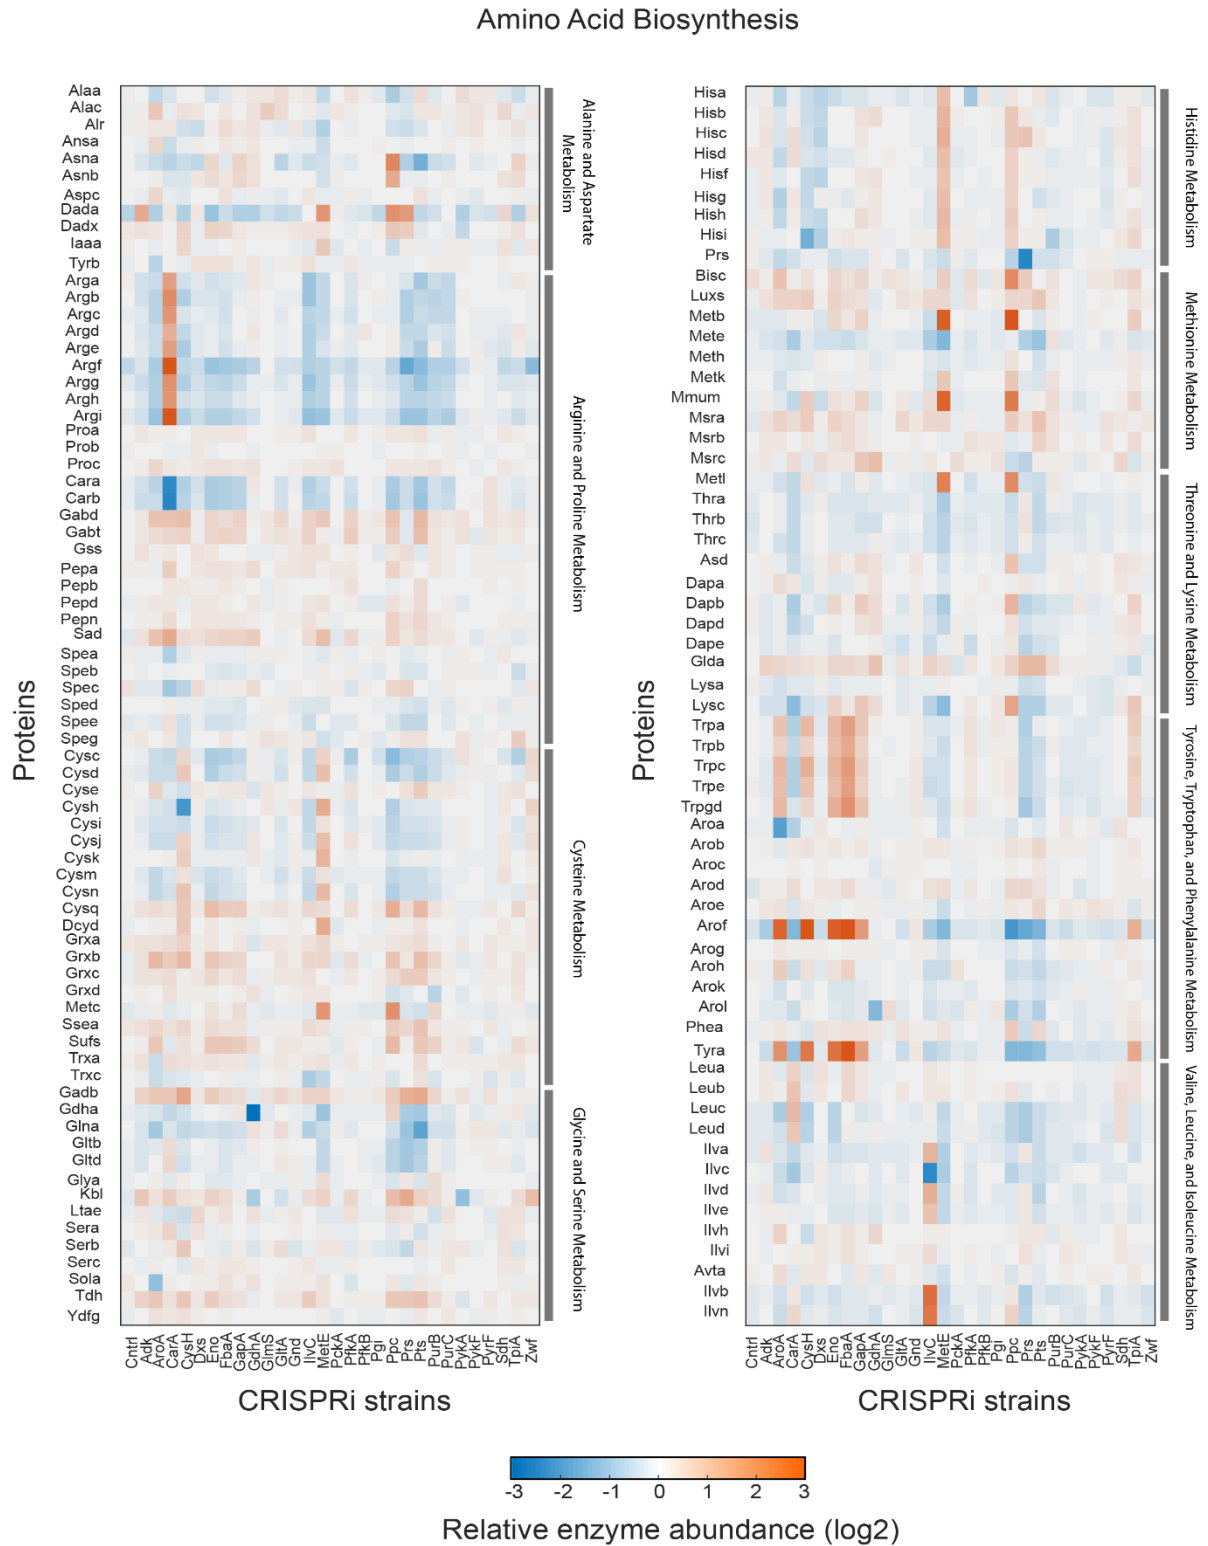 Amino Acid Biosynthesis
Proteins
Alaa
Alac
Alr
Ansa
Asna
Asnb
Aspc
Dada
Dadx
Iaaa
Tyrb
Arga
Argb
Argc
Argd
Arge
Argf
Argg
Argh
Argi
Proa
Prob
Proc
Cara
Carb
Gabd
Gabt
Gss
Pepa
Pepb
Pepd
Pepn
Sad
Spea
Speb
Spec
Sped
Spee
Speg
Cysc
Cysd
Cyse
Cysh
Cysi
Cysj
Cysk
Cysm
Cysn
Cysq
Dcyd
Grxa
Grxb
Grxc
Grxd
Metc
Ssea
Sufs
Trxa
Trxc
Gadb
Gdha
Glna
Gltb
Gltd
Glya
Kbl
Ltae
Sera
Serb
Serc
Sola
Tdh
Ydfg
Alanine and Aspartate
Metabolism
Arginine and Proline Metabolism
Cysteine Metabolism
Glycine and Serine Metabolism
Cntrl
Adk
AroA
CarA
CysH
Dxs
Eno
FbaA
GapA
GdhA
GlmS
GltA
Gnd
IlvC
MetE
PckA
PfkA
PfkB
Pgi
Ppc
Prs
Pts
PurB
PurC
PykA
PykF
PyrF
Sdh
TpiA
Zwf
CRISPRi strains
Proteins
Hisa
Hisb
Hisc
Hisd
Hisf
Hisg
Hish
Hisi
Prs
Bisc
Luxs
Metb
Mete
Meth
Metk
Mmum
Msra
Msrb
Msrc
Metl
Thra
Thrb
Thrc
Asd
Dapa
Dapb
Dapd
Dape
Glda
Lysa
Lysc
Trpa
Trpb
Trpc
Trpe
Trpgd
Aroa
Arob
Aroc
Arod
Aroe
Arof
Arog
Aroh
Arok
Arol
Phea
Tyra
Leua
Leub
Leuc
Leud
Ilva
Ilvc
Ilvd
Ilve
Ilvh
Ilvi
Avta
Ilvb
Ilvn
Histidine Metabolism
Methionine Metabolism
Threonine and Lysine Metabolism
Tyrosine, Tryptophan, and Phenylalanine Metabolism
Valine, Leucine, and Isoleucine Metabolism
Cntrl
Adk
AroA
CarA
CysH
Dxs
Eno
FbaA
GapA
GdhA
GlmS
GltA
Gnd
IlvC
MetE
PckA
PfkA
PfkB
Pgi
Ppc
Prs
Pts
PurB
PurC
PykA
PykF
PyrF
Sdh
TpiA
Zwf
CRISPRi strains
-3 -2 -1 0 1 2 3
Relative enzyme abundance (log2)